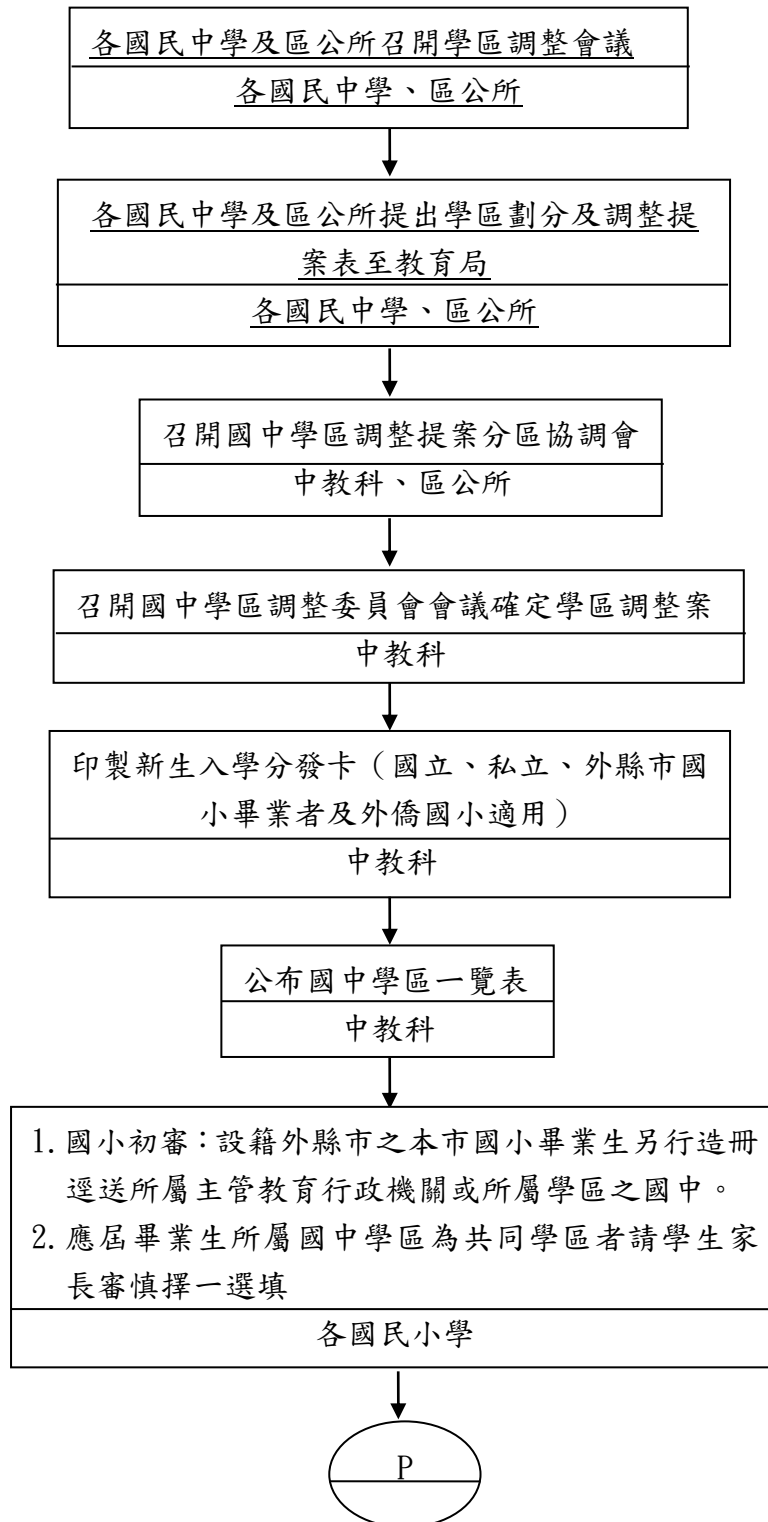 各國民中學及區公所召開學區調整會議
各國民中學、區公所
各國民中學及區公所提出學區劃分及調整提
案表至教育局
各國民中學、區公所
召開國中學區調整提案分區協調會
中教科、區公所
召開國中學區調整委員會會議確定學區調整案
中教科
印製新生入學分發卡（國立、私立、外縣市國
小畢業者及外僑國小適用）
中教科
公布國中學區一覽表
中教科
1. 國小初審：設籍外縣市之本市國小畢業生另行造冊
逕送所屬主管教育行政機關或所屬學區之國中。
2. 應屆畢業生所屬國中學區為共同學區者請學生家
長審慎擇一選填
各國民小學
P